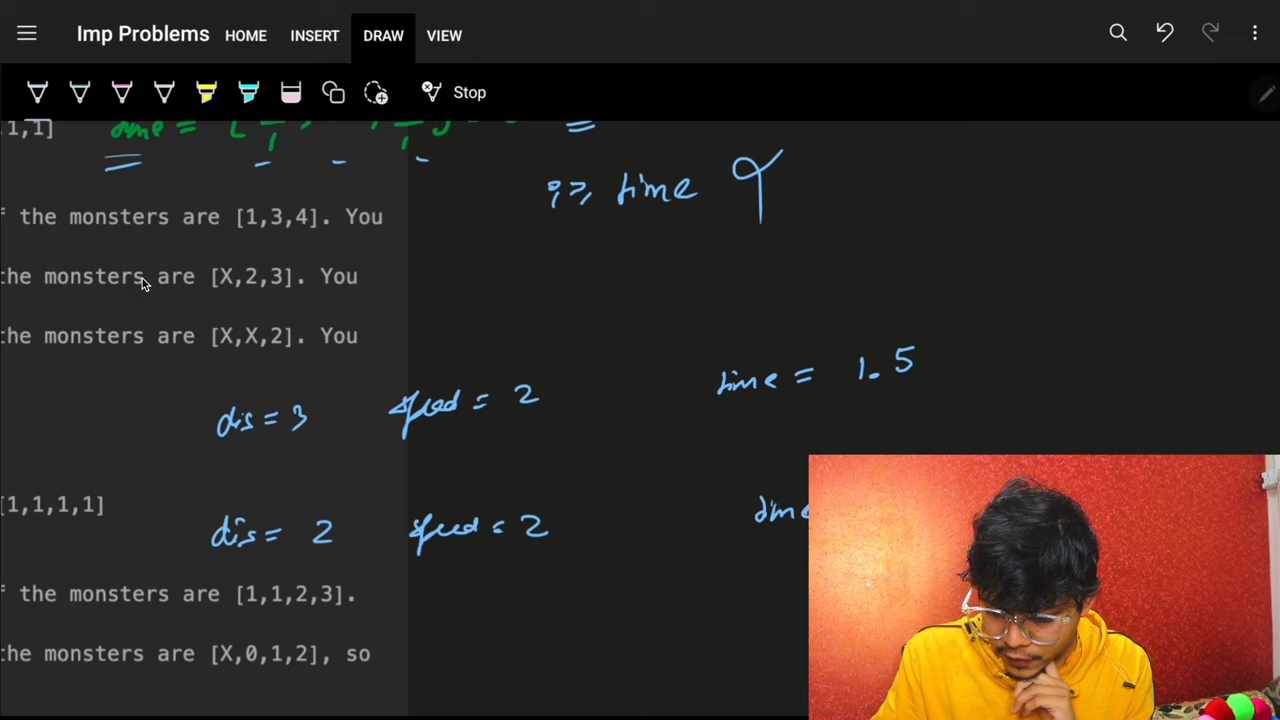 Imp Problems HOME INSERT DRAW VIEW
Stop
,1,1] time =
i >= time
f the monsters are [1,3,4]. You
the monsters are [X,2,3]. You
the monsters are [X,X,2]. You
time = 1.5
dis = 3 speed = 2
[1,1,1,1]
dis = 2 speed = 2 time
f the monsters are [1,1,2,3].
the monsters are [X,0,1,2], so